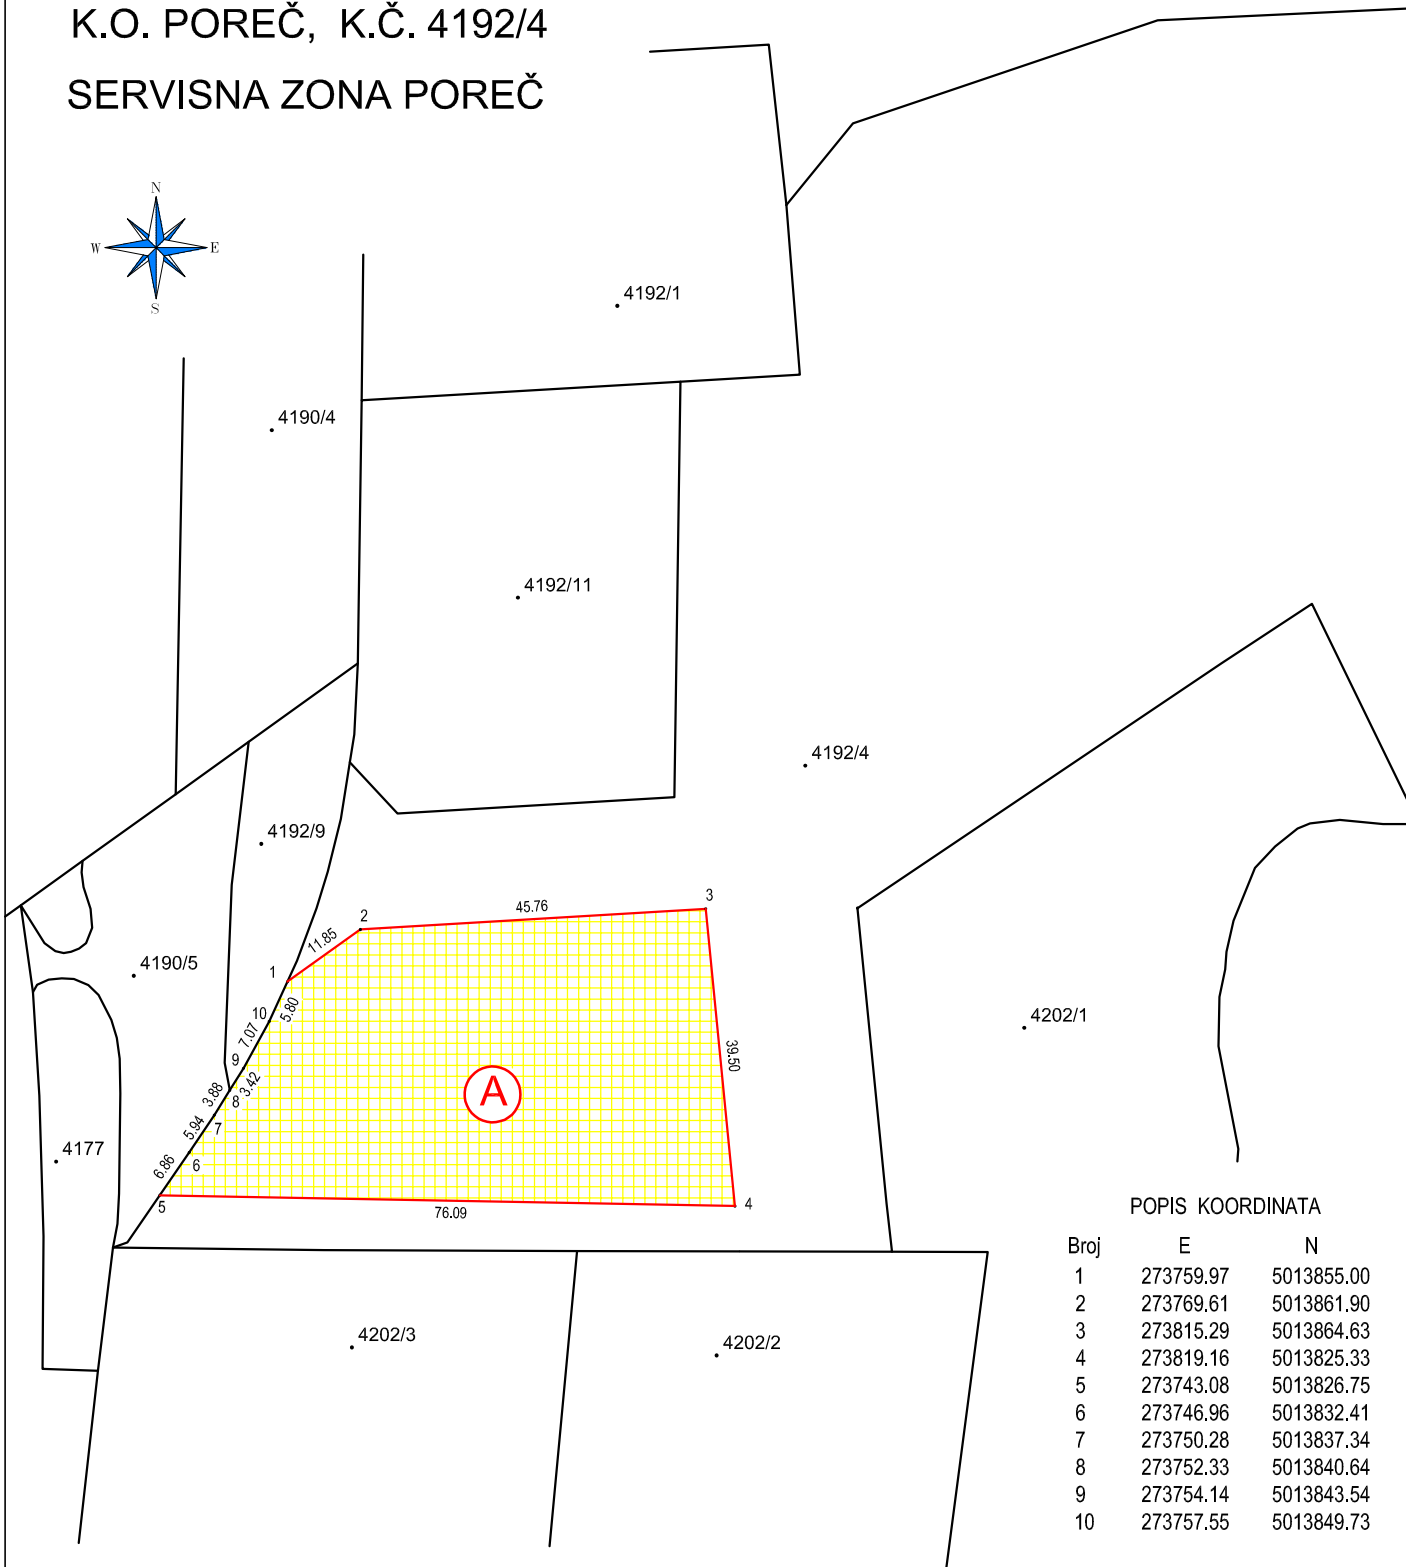 K.O. POREČ, K.Č. 4192/4
SERVISNA ZONA POREČ
N
W
E
S
4192/1
4190/4
4192/11
4192/4
4192/9
4190/5
4202/1
4177
4202/3
4202/2
3
45.76
2
11.85
1
5.80
10
7.07
9
3.42
3.88
8
5.94
7
6.86
6
5
76.09
4
39.50
A
POPIS KOORDINATA
Broj E N
1 273759.97 5013855.00
2 273769.61 5013861.90
3 273815.29 5013864.63
4 273819.16 5013825.33
5 273743.08 5013826.75
6 273746.96 5013832.41
7 273750.28 5013837.34
8 273752.33 5013840.64
9 273754.14 5013843.54
10 273757.55 5013849.73